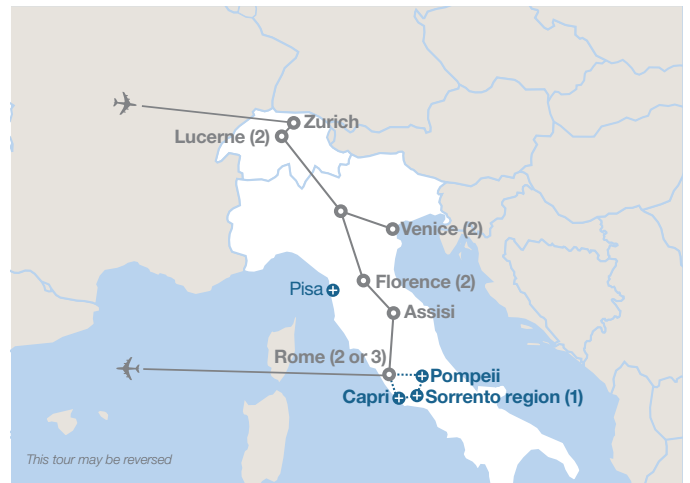 Zurich
Lucerne (2)
Venice (2)
Florence (2)
Pisa
Assisi
Rome (2 or 3)
Pompeii
Capri
Sorrento region (1)
This tour may be reversed